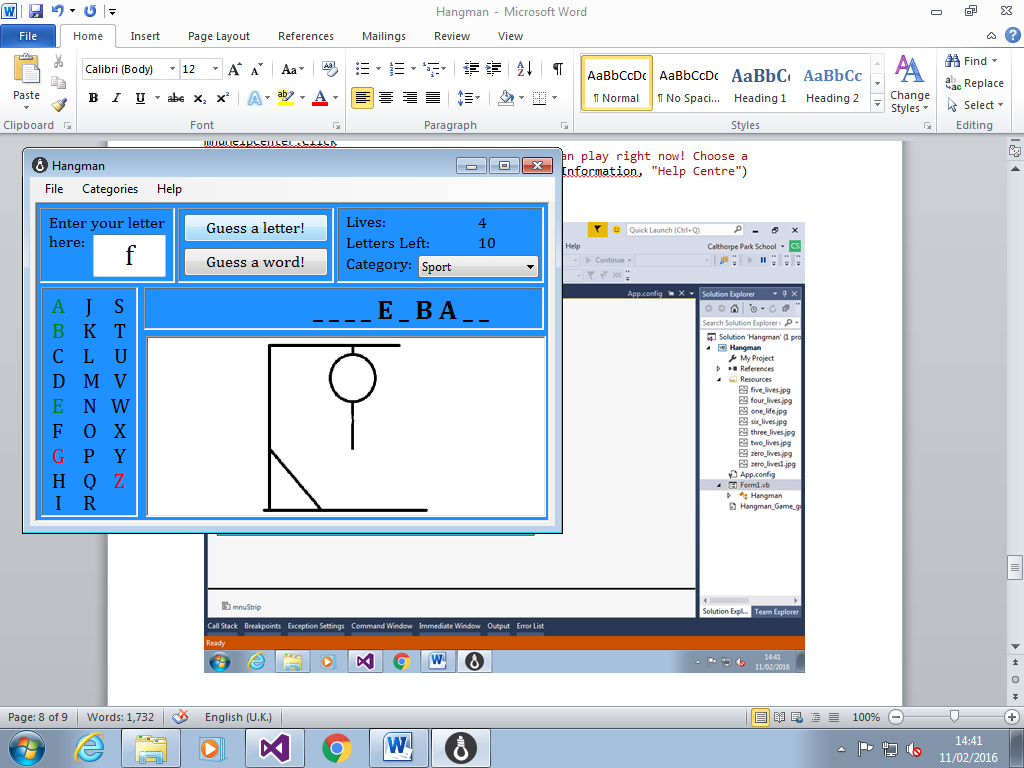 Hangman - Microsoft Word
File Home Insert Page Layout References Mailings Review View
Paste
Calibri (Body) 12
AaBbCcDc AaBbCcDc AaBbC AaBbCc
¶ Normal ¶ No Spaci... Heading 1 Heading 2
Change Styles
Find
Replace
Select
Clipboard Font Paragraph Styles Editing
mnuHelpCenter.Click
an play right now! Choose a
Information, "Help Centre")
Hangman
File Categories Help
Enter your letter here:
f
Guess a letter!
Guess a word!
Lives: 4
Letters Left: 10
Category: Sport
_ _ _ _ E _ B A _ _
A J S
B K T
C L U
D M V
E N W
F O X
G P Y
H Q Z
I R
Quick Launch (Ctrl+Q)
Help
Calthorpe Park School CS
Continue
App.config
Solution Explorer
Search Solution Explorer
Solution 'Hangman' (1 pro
Hangman
My Project
References
Resources
five_lives.jpg
four_lives.jpg
one_life.jpg
six_lives.jpg
three_lives.jpg
two_lives.jpg
zero_lives.jpg
zero_lives1.jpg
App.config
Form1.vb
Hangman
Hangman_Game_g
mnuStrip
Solution Expl... Team Explorer
Call Stack Breakpoints Exception Settings Command Window Immediate Window Output Error List
Ready
14:41
11/02/2016
Page: 8 of 9 Words: 1,732 English (U.K.) 100%
14:41
11/02/2016